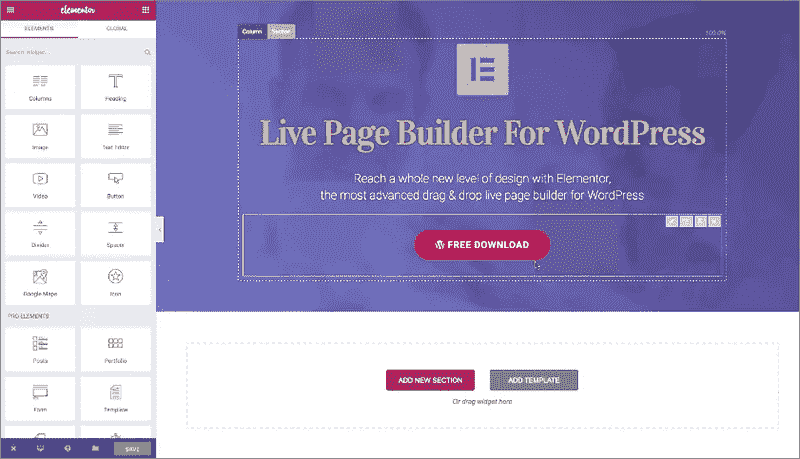 elementor
ELEMENTS GLOBAL
Search Widget...
Columns Heading
Image Text Editor
Video Button
Divider Spacer
Google Maps Icon
PRO ELEMENTS
Posts Portfolio
Form Template
SAVE
Column Section
100.0%
Live Page Builder For WordPress
Reach a whole new level of design with Elementor,
the most advanced drag & drop live page builder for WordPress
FREE DOWNLOAD
ADD NEW SECTION ADD TEMPLATE
Or drag widget here